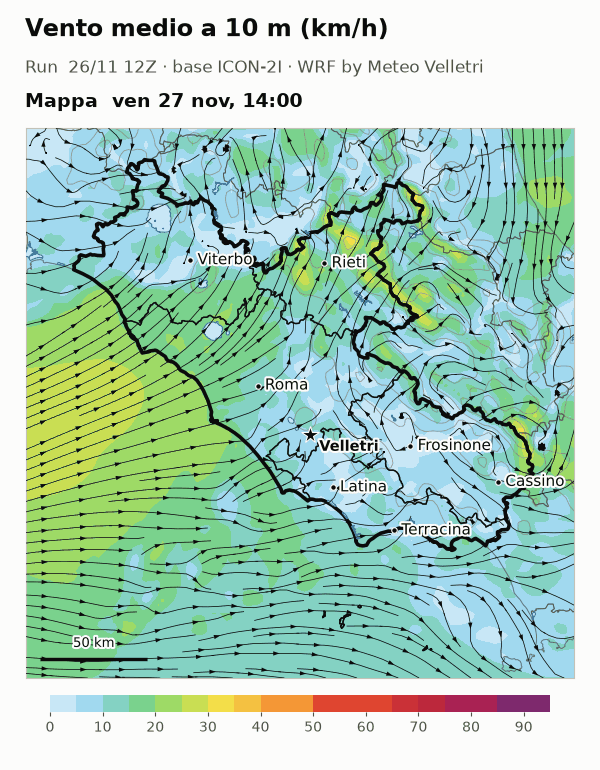 Vento medio a 10 m (km/h)
Run  26/11 12Z · base ICON-2I · WRF by Meteo Velletri
Mappa  ven 27 nov, 14:00
Viterbo
Rieti
Roma
Velletri
Frosinone
Cassino
Latina
Terracina
50 km
0 10 20 30 40 50 60 70 80 90